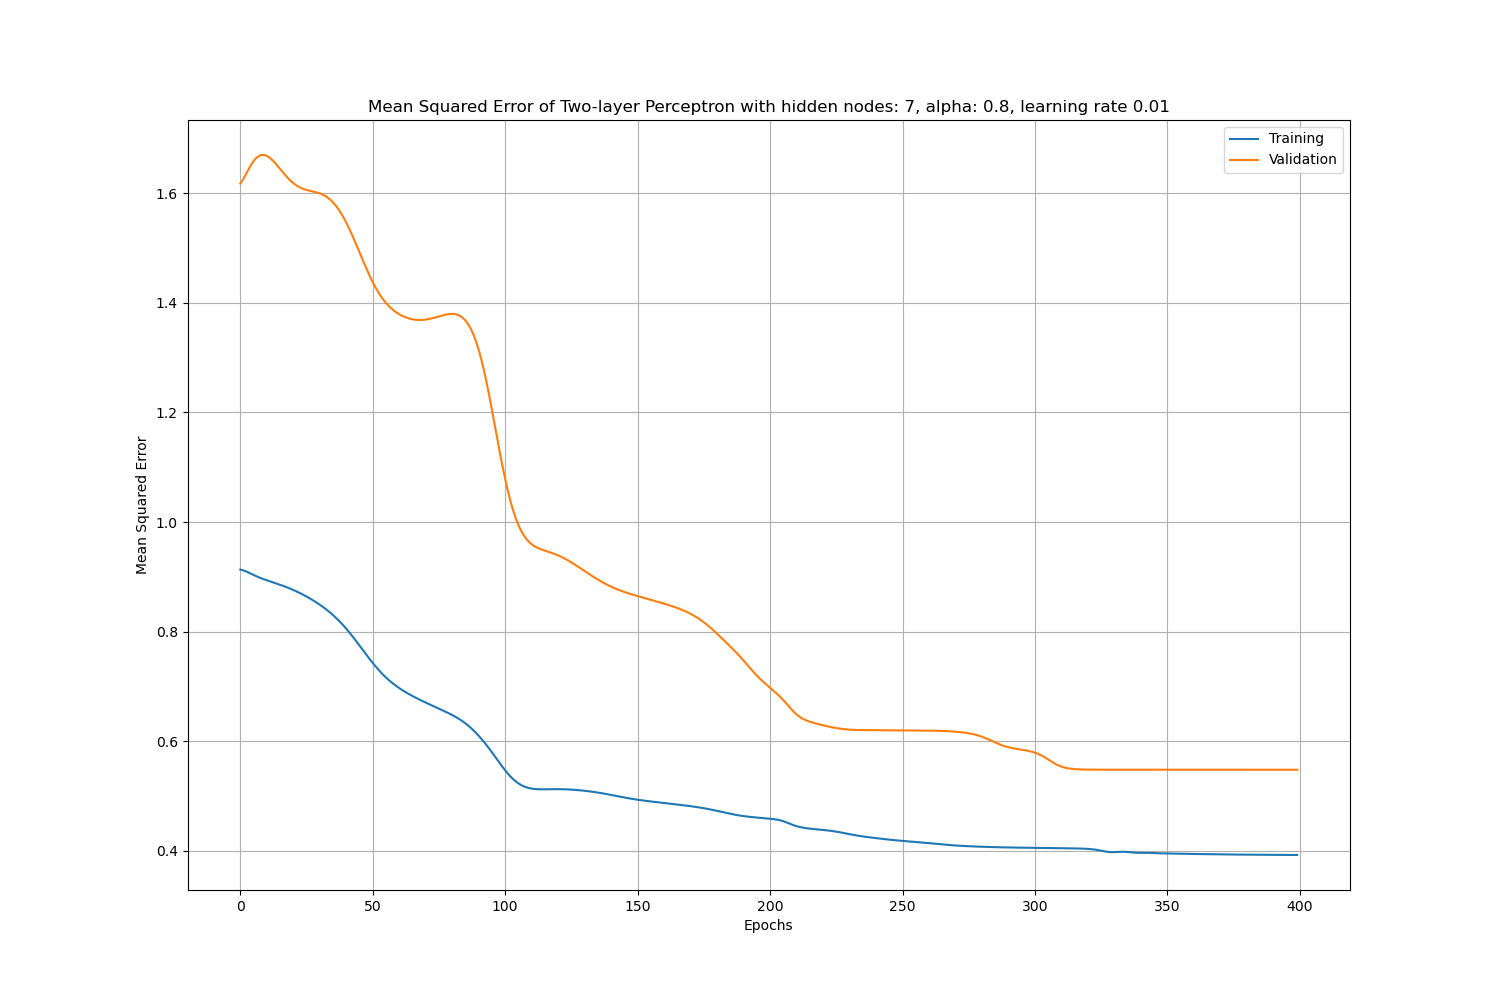 Mean Squared Error of Two-layer Perceptron with hidden nodes: 7, alpha: 0.8, learning rate 0.01
Training
Validation
1.6
1.4
1.2
1.0
0.8
0.6
0.4
Mean Squared Error
0 50 100 150 200 250 300 350 400
Epochs